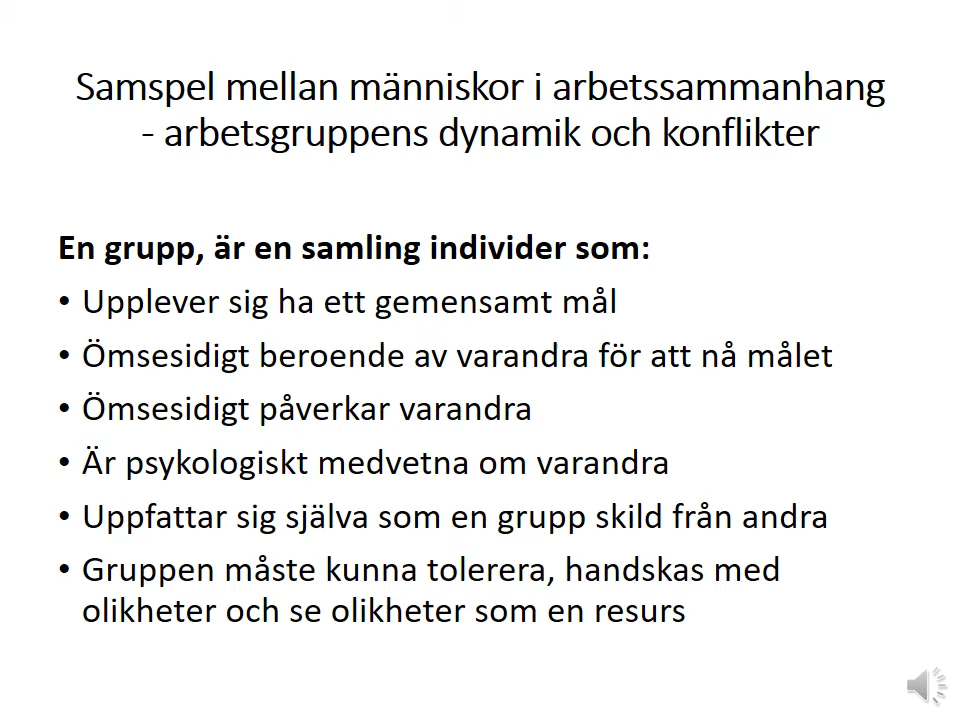 Samspel mellan människor i arbetssammanhang
- arbetsgruppens dynamik och konflikter
En grupp, är en samling individer som:
• Upplever sig ha ett gemensamt mål
• Ömsesidigt beroende av varandra för att nå målet
• Ömsesidigt påverkar varandra
• Är psykologiskt medvetna om varandra
• Uppfattar sig själva som en grupp skild från andra
• Gruppen måste kunna tolerera, handskas med
olikheter och se olikheter som en resurs